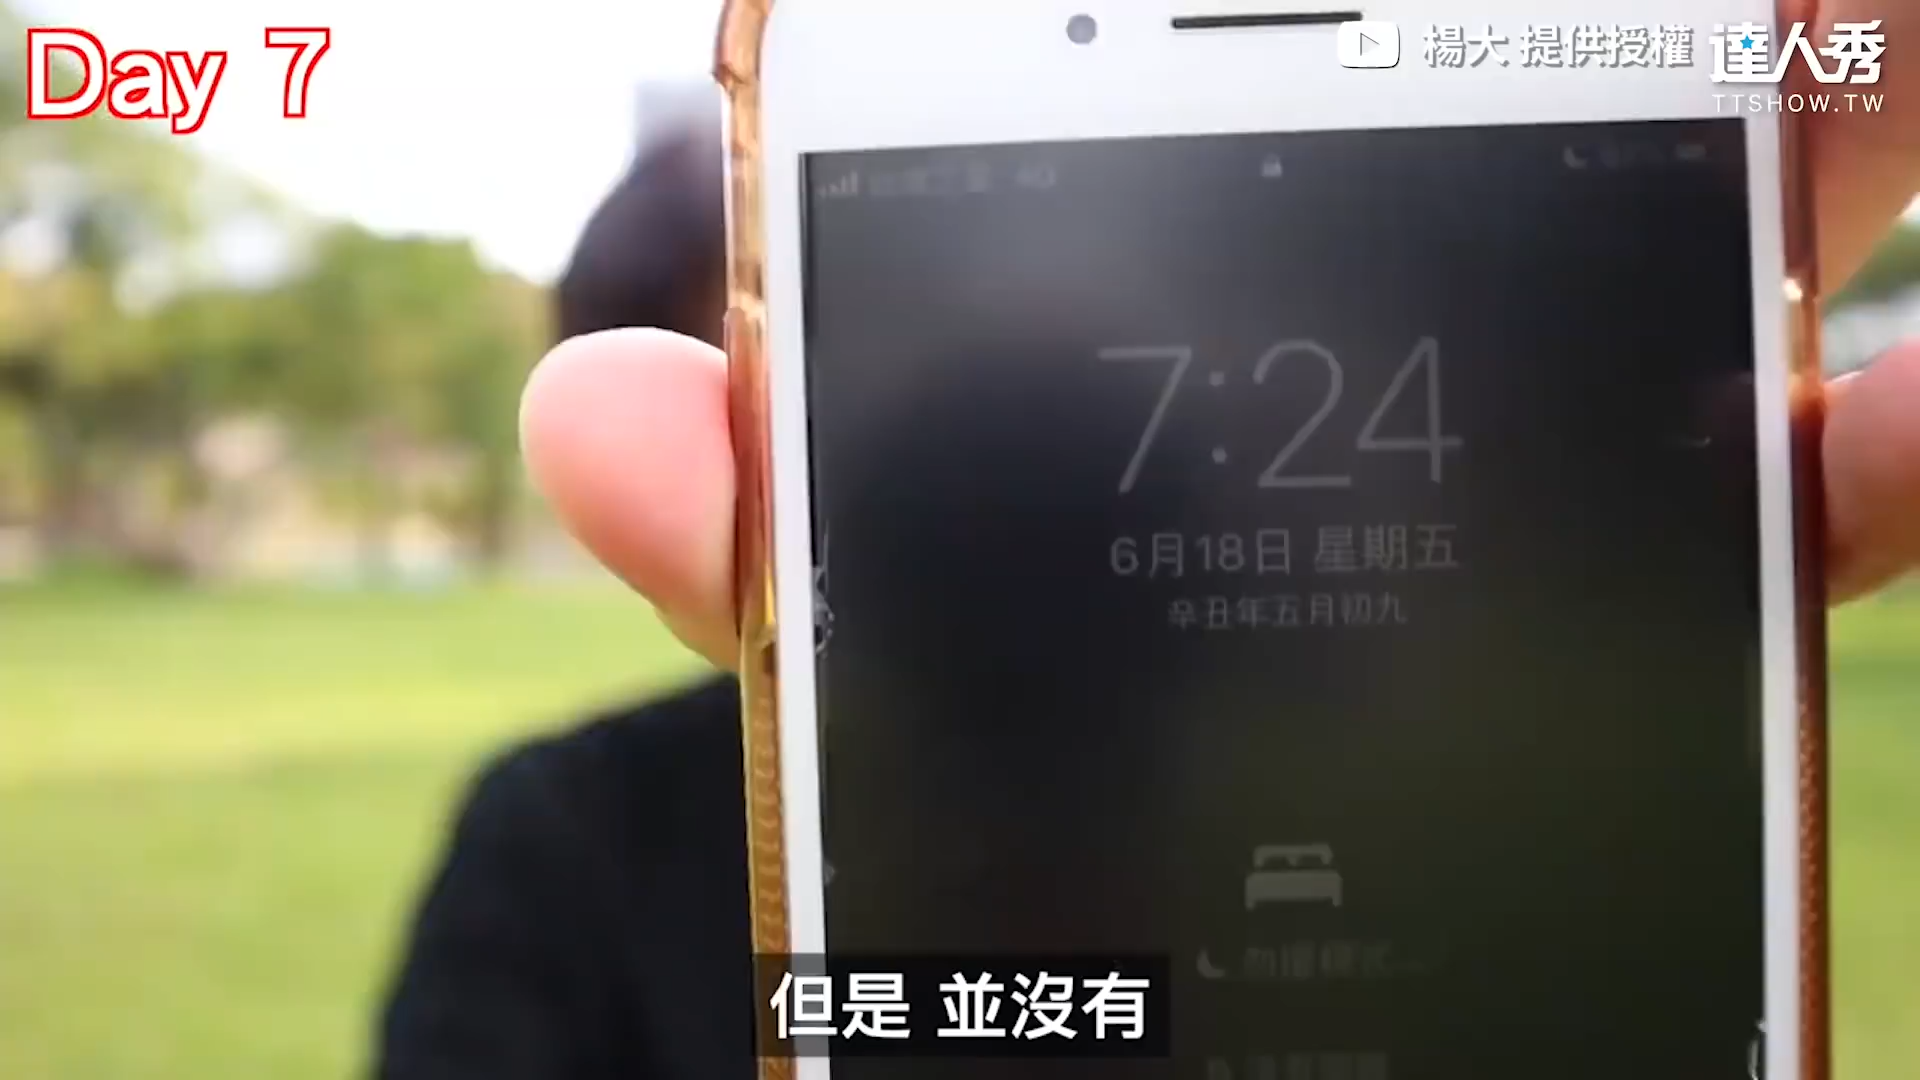 Day 7
楊大 提供授權
達人秀
TTSHOW.TW
4G
7:24
6月18日 星期五
辛丑年五月初九
但是 並沒有